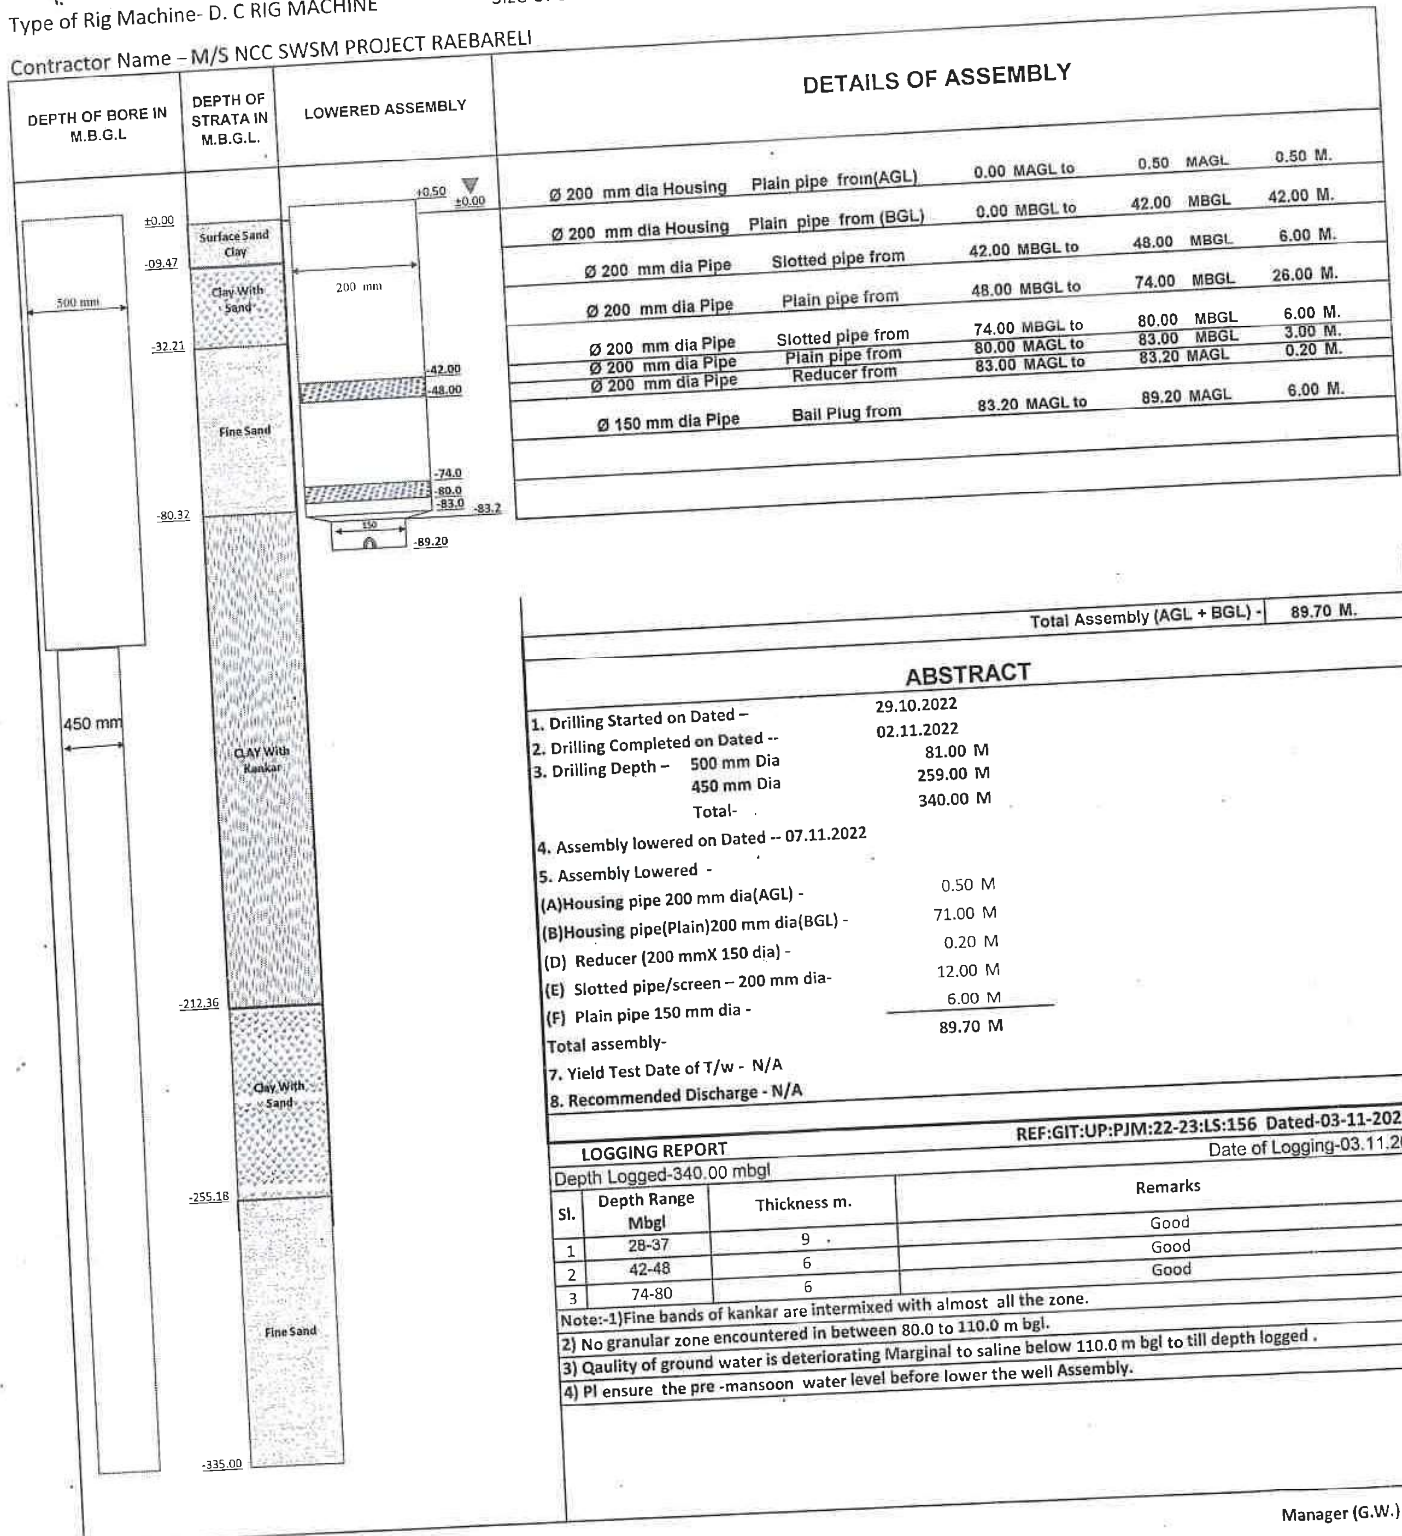 Type of Rig Machine- D. C RIG MACHINE
Contractor Name – M/S NCC SWSM PROJECT RAEBARELI
DEPTH OF BORE IN M.B.G.L
DEPTH OF STRATA IN M.B.G.L.
LOWERED ASSEMBLY
DETAILS OF ASSEMBLY
±0.00
-09.47
-32.21
-80.32
-212.36
-255.18
-335.00
500 mm
450 mm
Surface Sand Clay
Clay With Sand
Fine Sand
CLAY With Kankar
Clay With Sand
Fine Sand
+0.50
±0.00
200 mm
-42.00
-48.00
-74.0
-80.0
-83.0 -83.2
150
-89.20
Ø 200 mm dia Housing Plain pipe from(AGL) 0.00 MAGL to 0.50 MAGL 0.50 M.
Ø 200 mm dia Housing Plain pipe from (BGL) 0.00 MBGL to 42.00 MBGL 42.00 M.
Ø 200 mm dia Pipe Slotted pipe from 42.00 MBGL to 48.00 MBGL 6.00 M.
Ø 200 mm dia Pipe Plain pipe from 48.00 MBGL to 74.00 MBGL 26.00 M.
Ø 200 mm dia Pipe Slotted pipe from 74.00 MBGL to 80.00 MBGL 6.00 M.
Ø 200 mm dia Pipe Plain pipe from 80.00 MAGL to 83.00 MBGL 3.00 M.
Ø 200 mm dia Pipe Reducer from 83.00 MAGL to 83.20 MAGL 0.20 M.
Ø 150 mm dia Pipe Bail Plug from 83.20 MAGL to 89.20 MAGL 6.00 M.
Total Assembly (AGL + BGL) - 89.70 M.
ABSTRACT
1. Drilling Started on Dated – 29.10.2022
2. Drilling Completed on Dated -- 02.11.2022
3. Drilling Depth – 500 mm Dia 81.00 M
450 mm Dia 259.00 M
Total- 340.00 M
4. Assembly lowered on Dated -- 07.11.2022
5. Assembly Lowered -
(A)Housing pipe 200 mm dia(AGL) - 0.50 M
(B)Housing pipe(Plain)200 mm dia(BGL) - 71.00 M
(D) Reducer (200 mmX 150 dia) - 0.20 M
(E) Slotted pipe/screen – 200 mm dia- 12.00 M
(F) Plain pipe 150 mm dia - 6.00 M
Total assembly- 89.70 M
7. Yield Test Date of T/w - N/A
8. Recommended Discharge - N/A
LOGGING REPORT REF:GIT:UP:PJM:22-23:LS:156 Dated-03-11-202
Depth Logged-340.00 mbgl Date of Logging-03.11.2
Sl. Depth Range Mbgl Thickness m. Remarks
1 28-37 9 Good
2 42-48 6 Good
3 74-80 6 Good
Note:-1)Fine bands of kankar are intermixed with almost all the zone.
2) No granular zone encountered in between 80.0 to 110.0 m bgl.
3) Qaulity of ground water is deteriorating Marginal to saline below 110.0 m bgl to till depth logged .
4) Pl ensure the pre -mansoon water level before lower the well Assembly.
Manager (G.W.)